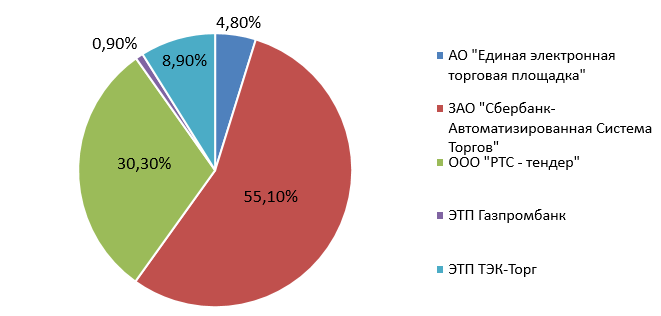 4,80%
0,90%
8,90%
30,30%
55,10%
АО "Единая электронная
торговая площадка"
ЗАО "Сбербанк-
Автоматизированная Система
Торгов"
ООО "РТС - тендер"
ЭТП Газпромбанк
ЭТП ТЭК-Торг